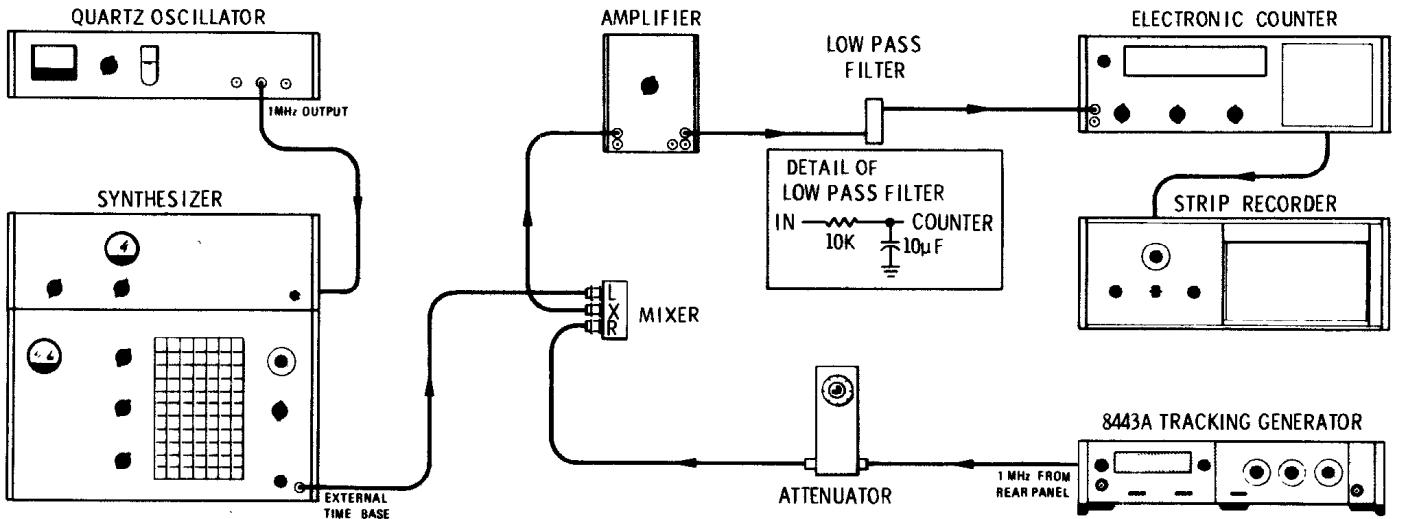 QUARTZ OSCILLATOR
1MHz OUTPUT
SYNTHESIZER
EXTERNAL
TIME BASE
AMPLIFIER
LOW PASS
FILTER
DETAIL OF
LOW PASS FILTER
IN
COUNTER
10K
10µF
L
X
R
MIXER
ATTENUATOR
ELECTRONIC COUNTER
STRIP RECORDER
8443A TRACKING GENERATOR
1 MHz FROM
REAR PANEL